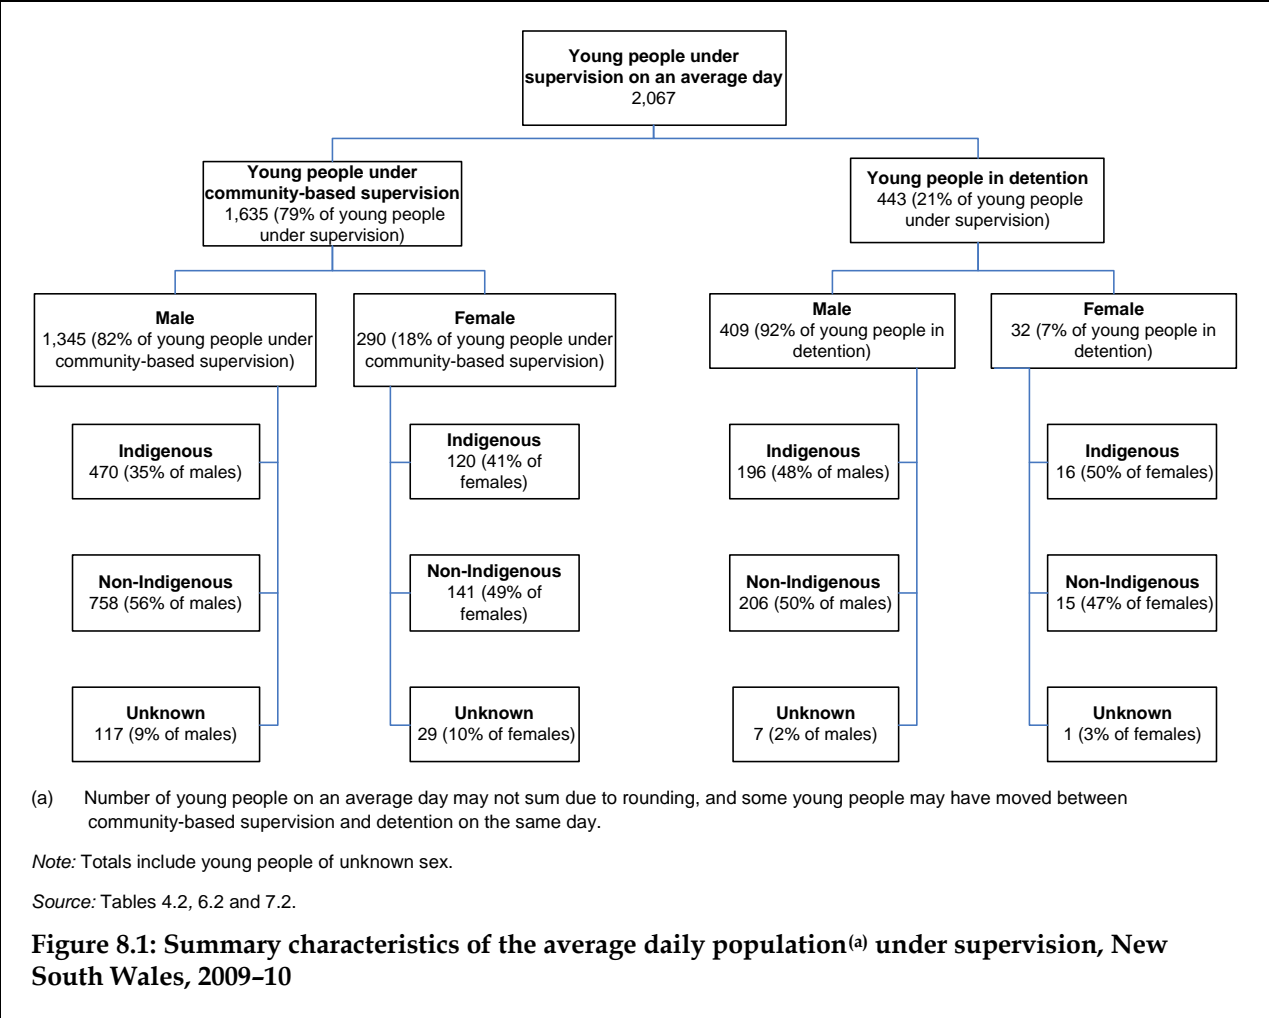 Young people under
supervision on an average day
2,067
Young people under
community-based supervision
1,635 (79% of young people
under supervision)
Young people in detention
443 (21% of young people
under supervision)
Male
1,345 (82% of young people under
community-based supervision)
Female
290 (18% of young people under
community-based supervision)
Male
409 (92% of young people in
detention)
Female
32 (7% of young people in
detention)
Indigenous
470 (35% of males)
Indigenous
120 (41% of
females)
Indigenous
196 (48% of males)
Indigenous
16 (50% of females)
Non-Indigenous
758 (56% of males)
Non-Indigenous
141 (49% of
females)
Non-Indigenous
206 (50% of males)
Non-Indigenous
15 (47% of females)
Unknown
117 (9% of males)
Unknown
29 (10% of females)
Unknown
7 (2% of males)
Unknown
1 (3% of females)
(a) Number of young people on an average day may not sum due to rounding, and some young people may have moved between
community-based supervision and detention on the same day.
Note: Totals include young people of unknown sex.
Source: Tables 4.2, 6.2 and 7.2.
Figure 8.1: Summary characteristics of the average daily population(a) under supervision, New
South Wales, 2009–10